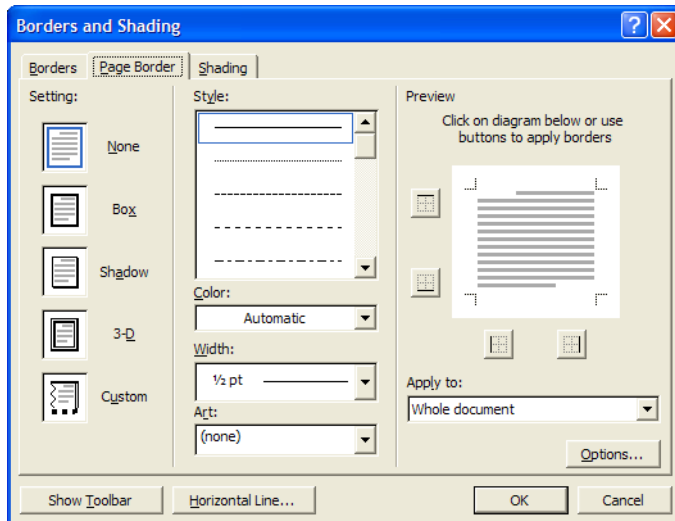 Borders and Shading
Borders
Page Border
Shading
Setting:
None
Box
Shadow
3-D
Custom
Style:
Color:
Automatic
Width:
½ pt
Art:
(none)
Preview
Click on diagram below or use
buttons to apply borders
Apply to:
Whole document
Options...
Show Toolbar
Horizontal Line...
OK
Cancel